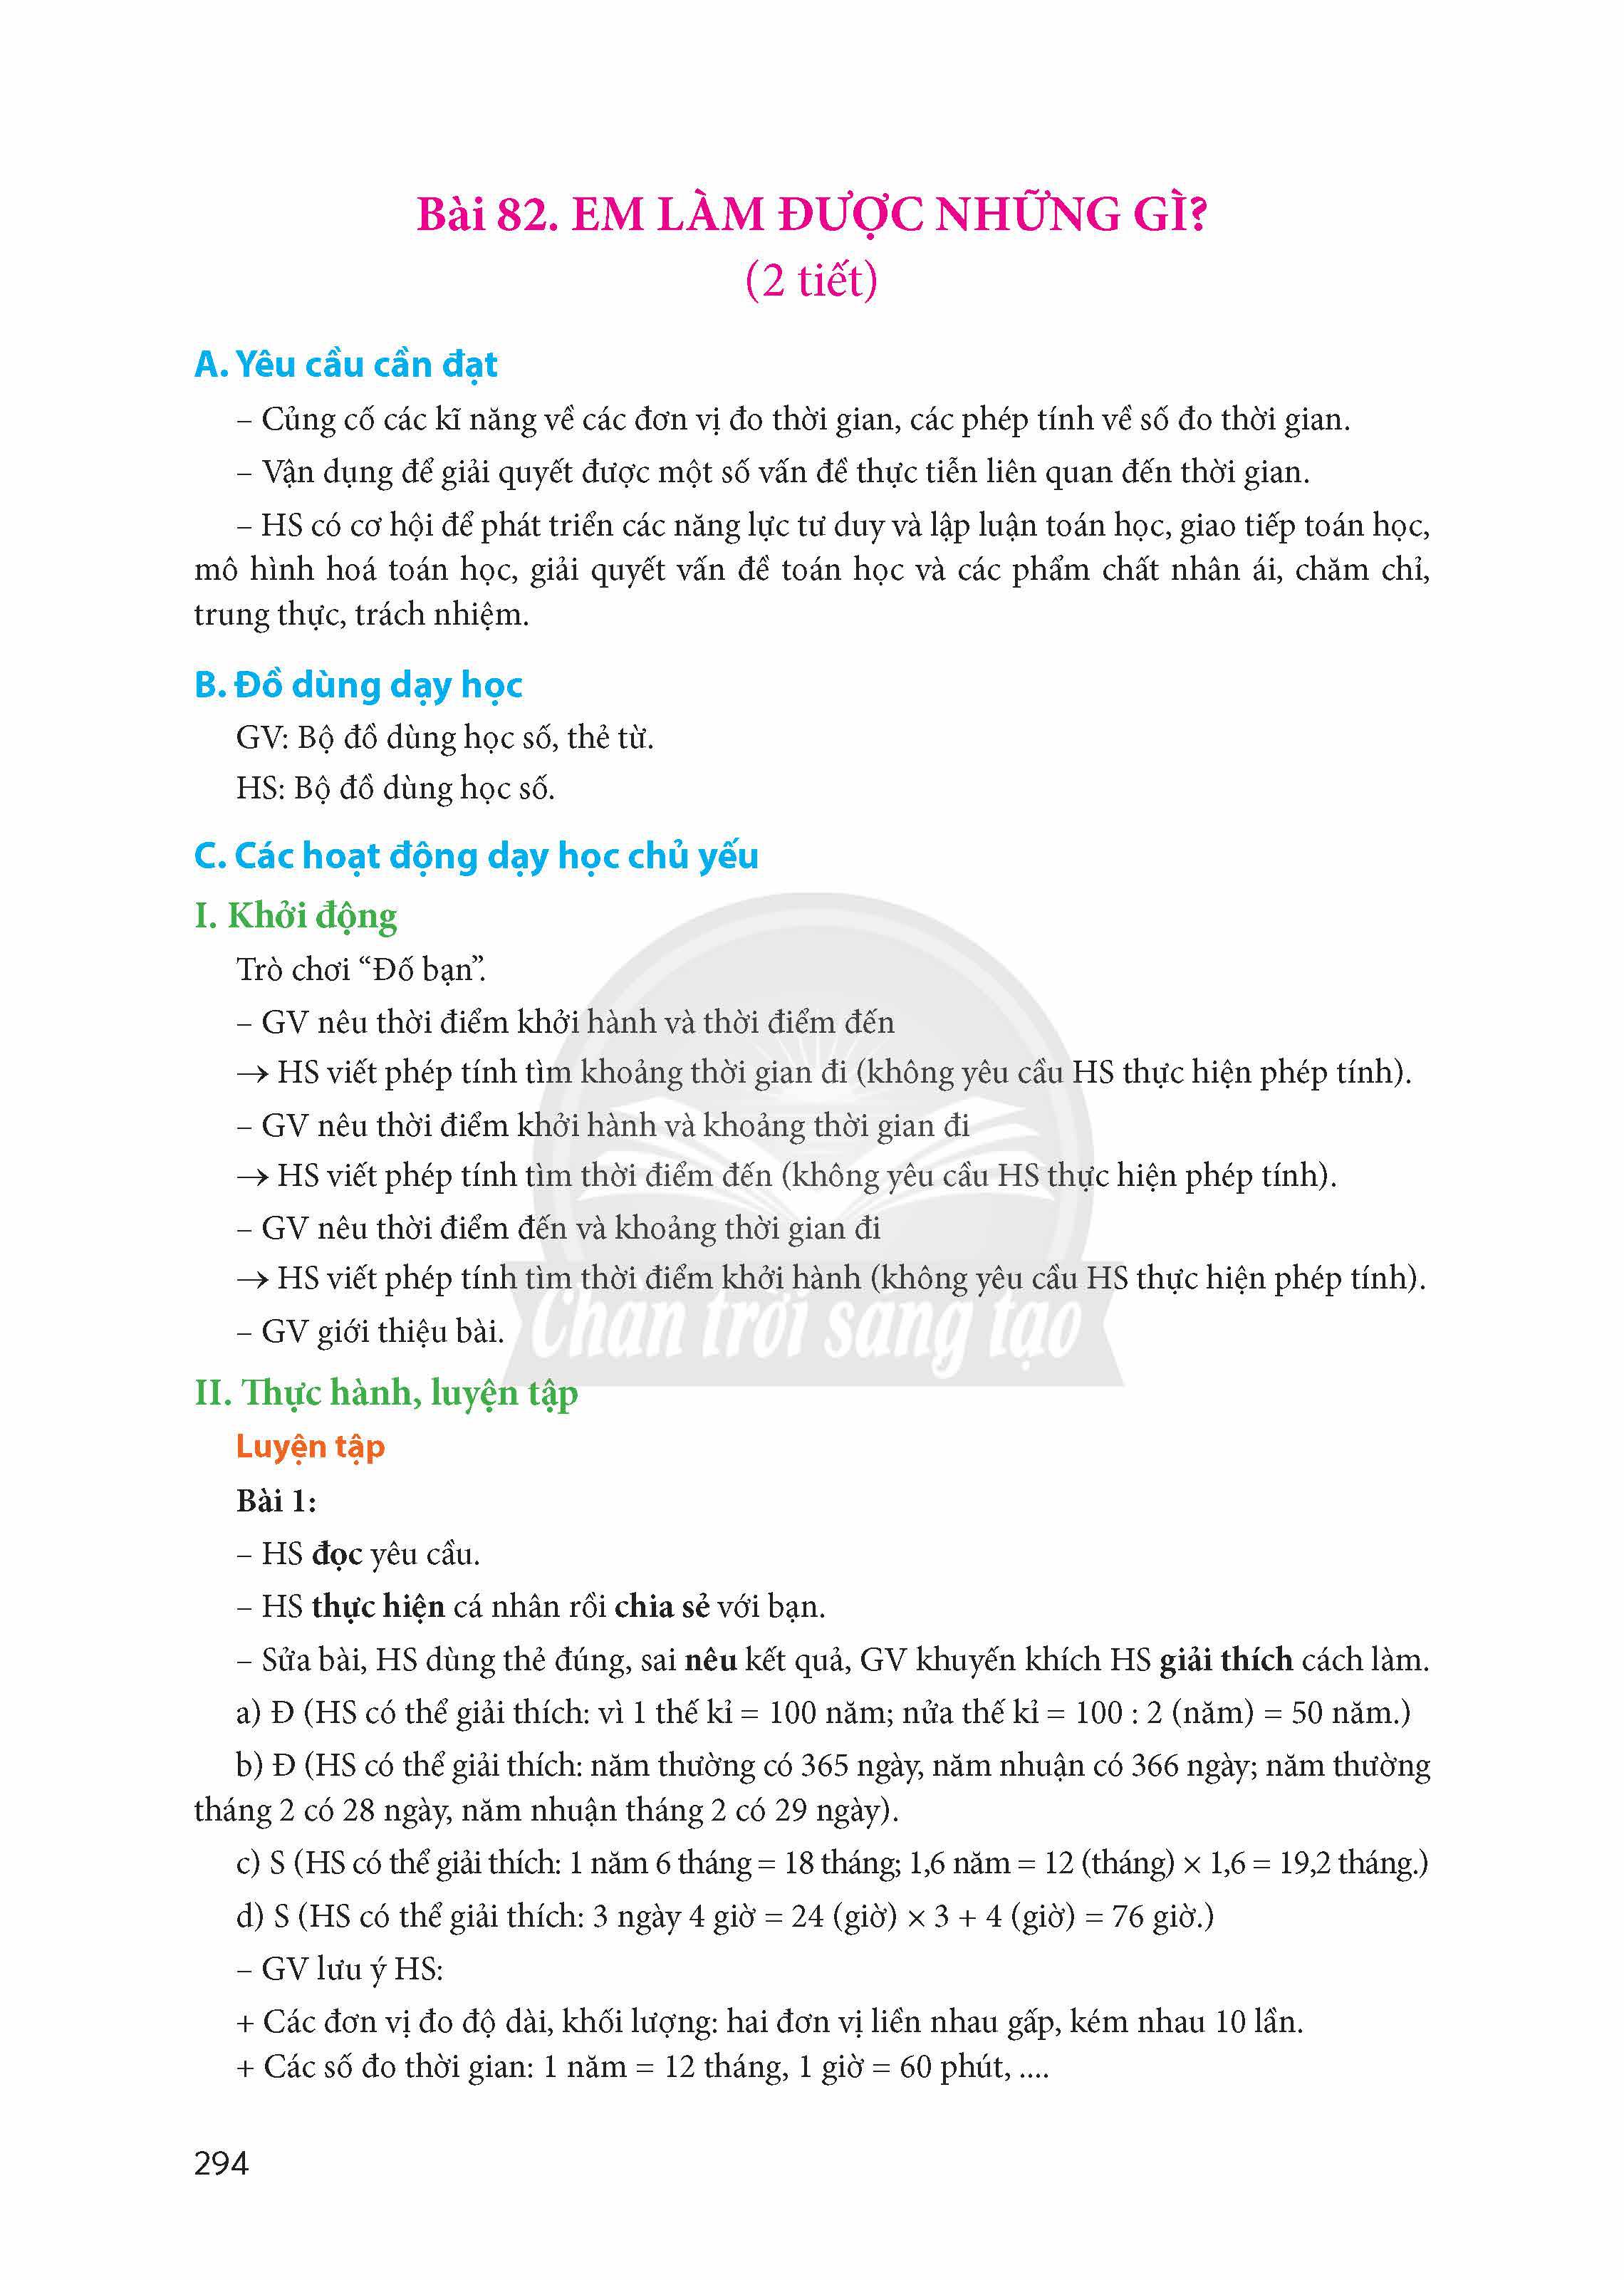 Bài 82. EM LÀM ĐƯỢC NHỮNG GÌ?
(2 tiết)
A. Yêu cầu cần đạt
– Củng cố các kĩ năng về các đơn vị đo thời gian, các phép tính về số đo thời gian.
– Vận dụng để giải quyết được một số vấn đề thực tiễn liên quan đến thời gian.
– HS có cơ hội để phát triển các năng lực tư duy và lập luận toán học, giao tiếp toán học,
mô hình hoá toán học, giải quyết vấn đề toán học và các phẩm chất nhân ái, chăm chỉ,
trung thực, trách nhiệm.
B. Đồ dùng dạy học
GV: Bộ đồ dùng học số, thẻ từ.
HS: Bộ đồ dùng học số.
C. Các hoạt động dạy học chủ yếu
I. Khởi động
Trò chơi “Đố bạn”.
– GV nêu thời điểm khởi hành và thời điểm đến
→ HS viết phép tính tìm khoảng thời gian đi (không yêu cầu HS thực hiện phép tính).
– GV nêu thời điểm khởi hành và khoảng thời gian đi
→ HS viết phép tính tìm thời điểm đến (không yêu cầu HS thực hiện phép tính).
– GV nêu thời điểm đến và khoảng thời gian đi
→ HS viết phép tính tìm thời điểm khởi hành (không yêu cầu HS thực hiện phép tính).
Chân trời sáng tạo
– GV giới thiệu bài.
II. Thực hành, luyện tập
Luyện tập
Bài 1:
– HS đọc yêu cầu.
– HS thực hiện cá nhân rồi chia sẻ với bạn.
– Sửa bài, HS dùng thẻ đúng, sai nêu kết quả, GV khuyến khích HS giải thích cách làm.
a) Đ (HS có thể giải thích: vì 1 thế kỉ = 100 năm; nửa thế kỉ = 100 : 2 (năm) = 50 năm.)
b) Đ (HS có thể giải thích: năm thường có 365 ngày, năm nhuận có 366 ngày; năm thường
tháng 2 có 28 ngày, năm nhuận tháng 2 có 29 ngày).
c) S (HS có thể giải thích: 1 năm 6 tháng = 18 tháng; 1,6 năm = 12 (tháng) × 1,6 = 19,2 tháng.)
d) S (HS có thể giải thích: 3 ngày 4 giờ = 24 (giờ) × 3 + 4 (giờ) = 76 giờ.)
– GV lưu ý HS:
+ Các đơn vị đo độ dài, khối lượng: hai đơn vị liền nhau gấp, kém nhau 10 lần.
+ Các số đo thời gian: 1 năm = 12 tháng, 1 giờ = 60 phút, ....
294